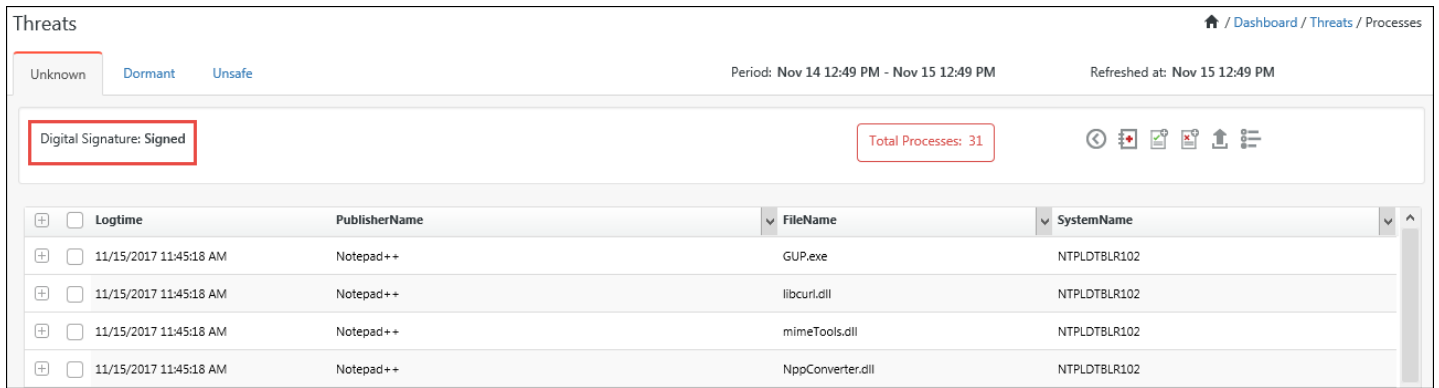 Threats
/ Dashboard / Threats / Processes
Unknown Dormant Unsafe Period: Nov 14 12:49 PM - Nov 15 12:49 PM Refreshed at: Nov 15 12:49 PM
Digital Signature: Signed Total Processes: 31
Logtime PublisherName FileName SystemName
11/15/2017 11:45:18 AM Notepad++ GUP.exe NTPLDTBLR102
11/15/2017 11:45:18 AM Notepad++ libcurl.dll NTPLDTBLR102
11/15/2017 11:45:18 AM Notepad++ mimeTools.dll NTPLDTBLR102
11/15/2017 11:45:18 AM Notepad++ NppConverter.dll NTPLDTBLR102